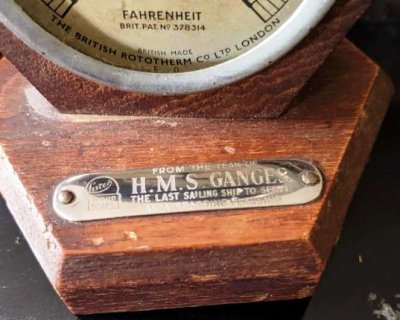 FAHRENHEIT
BRIT. PAT. NO 378314
THE BRITISH ROTOTHERM CO LTD LONDON
BRITISH MADE
FROM THE TEAK OF
Lister
H.M.S. GANGES
THE LAST SAILING SHIP TO SERVE